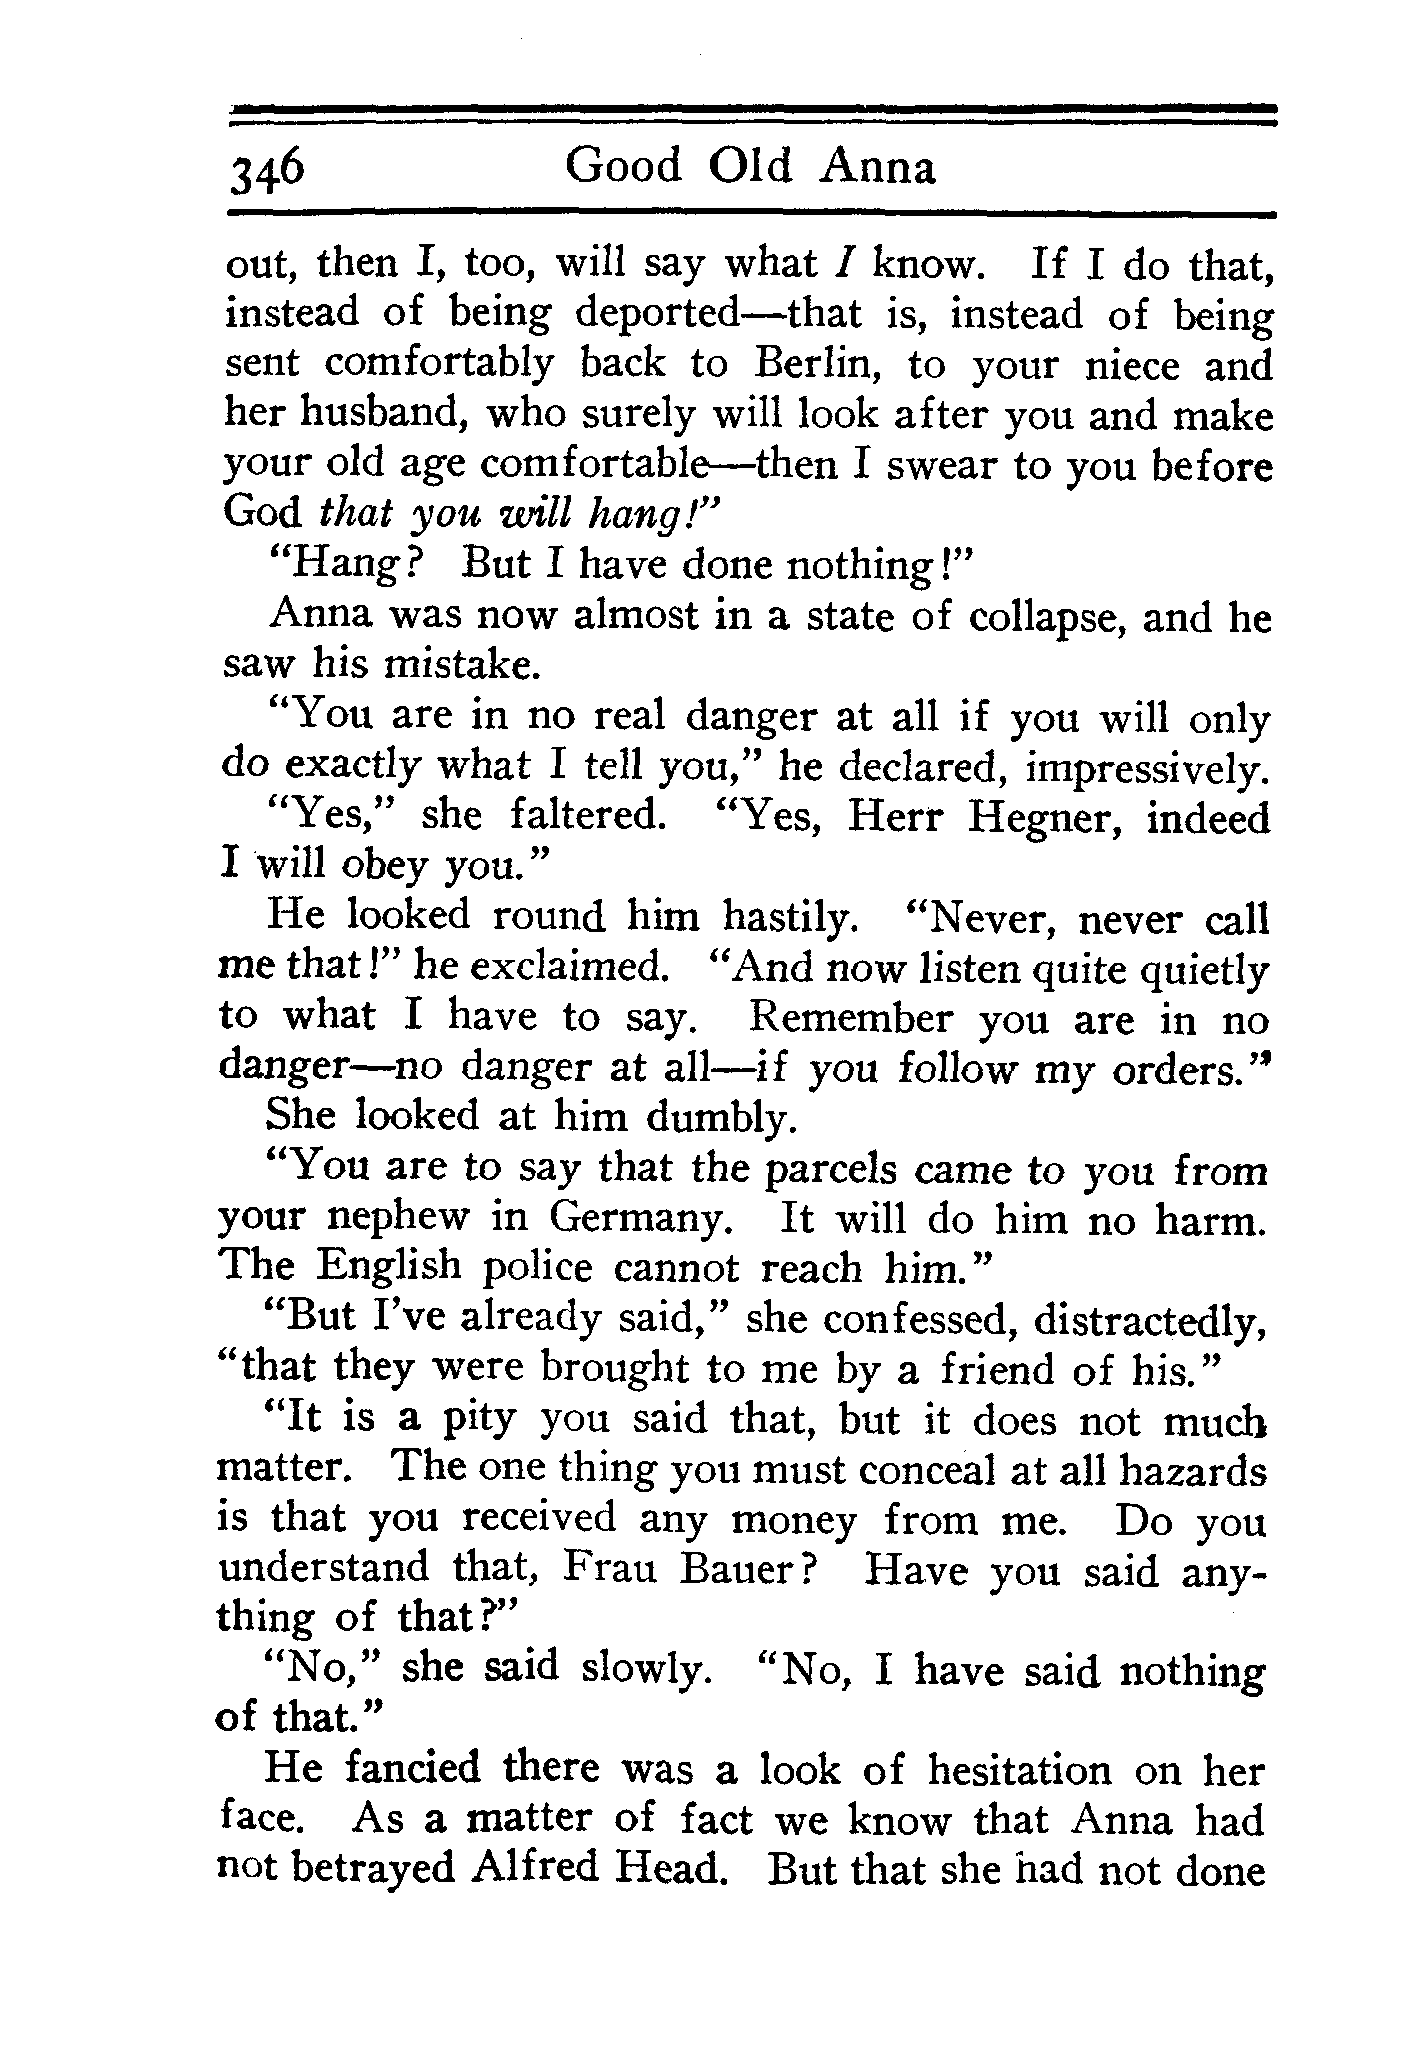 346 Good Old Anna
out, then I, too, will say what I know. If I do that,
instead of being deported—that is, instead of being
sent comfortably back to Berlin, to your niece and
her husband, who surely will look after you and make
your old age comfortable—then I swear to you before
God that you will hang!”
“Hang? But I have done nothing!”
Anna was now almost in a state of collapse, and he
saw his mistake.
“You are in no real danger at all if you will only
do exactly what I tell you,” he declared, impressively.
“Yes,” she faltered. “Yes, Herr Hegner, indeed
I will obey you.”
He looked round him hastily. “Never, never call
me that!” he exclaimed. “And now listen quite quietly
to what I have to say. Remember you are in no
danger—no danger at all—if you follow my orders.”
She looked at him dumbly.
“You are to say that the parcels came to you from
your nephew in Germany. It will do him no harm.
The English police cannot reach him.”
“But I’ve already said,” she confessed, distractedly,
“that they were brought to me by a friend of his.”
“It is a pity you said that, but it does not much
matter. The one thing you must conceal at all hazards
is that you received any money from me. Do you
understand that, Frau Bauer? Have you said any-
thing of that?”
“No,” she said slowly. “No, I have said nothing
of that.”
He fancied there was a look of hesitation on her
face. As a matter of fact we know that Anna had
not betrayed Alfred Head. But that she had not done